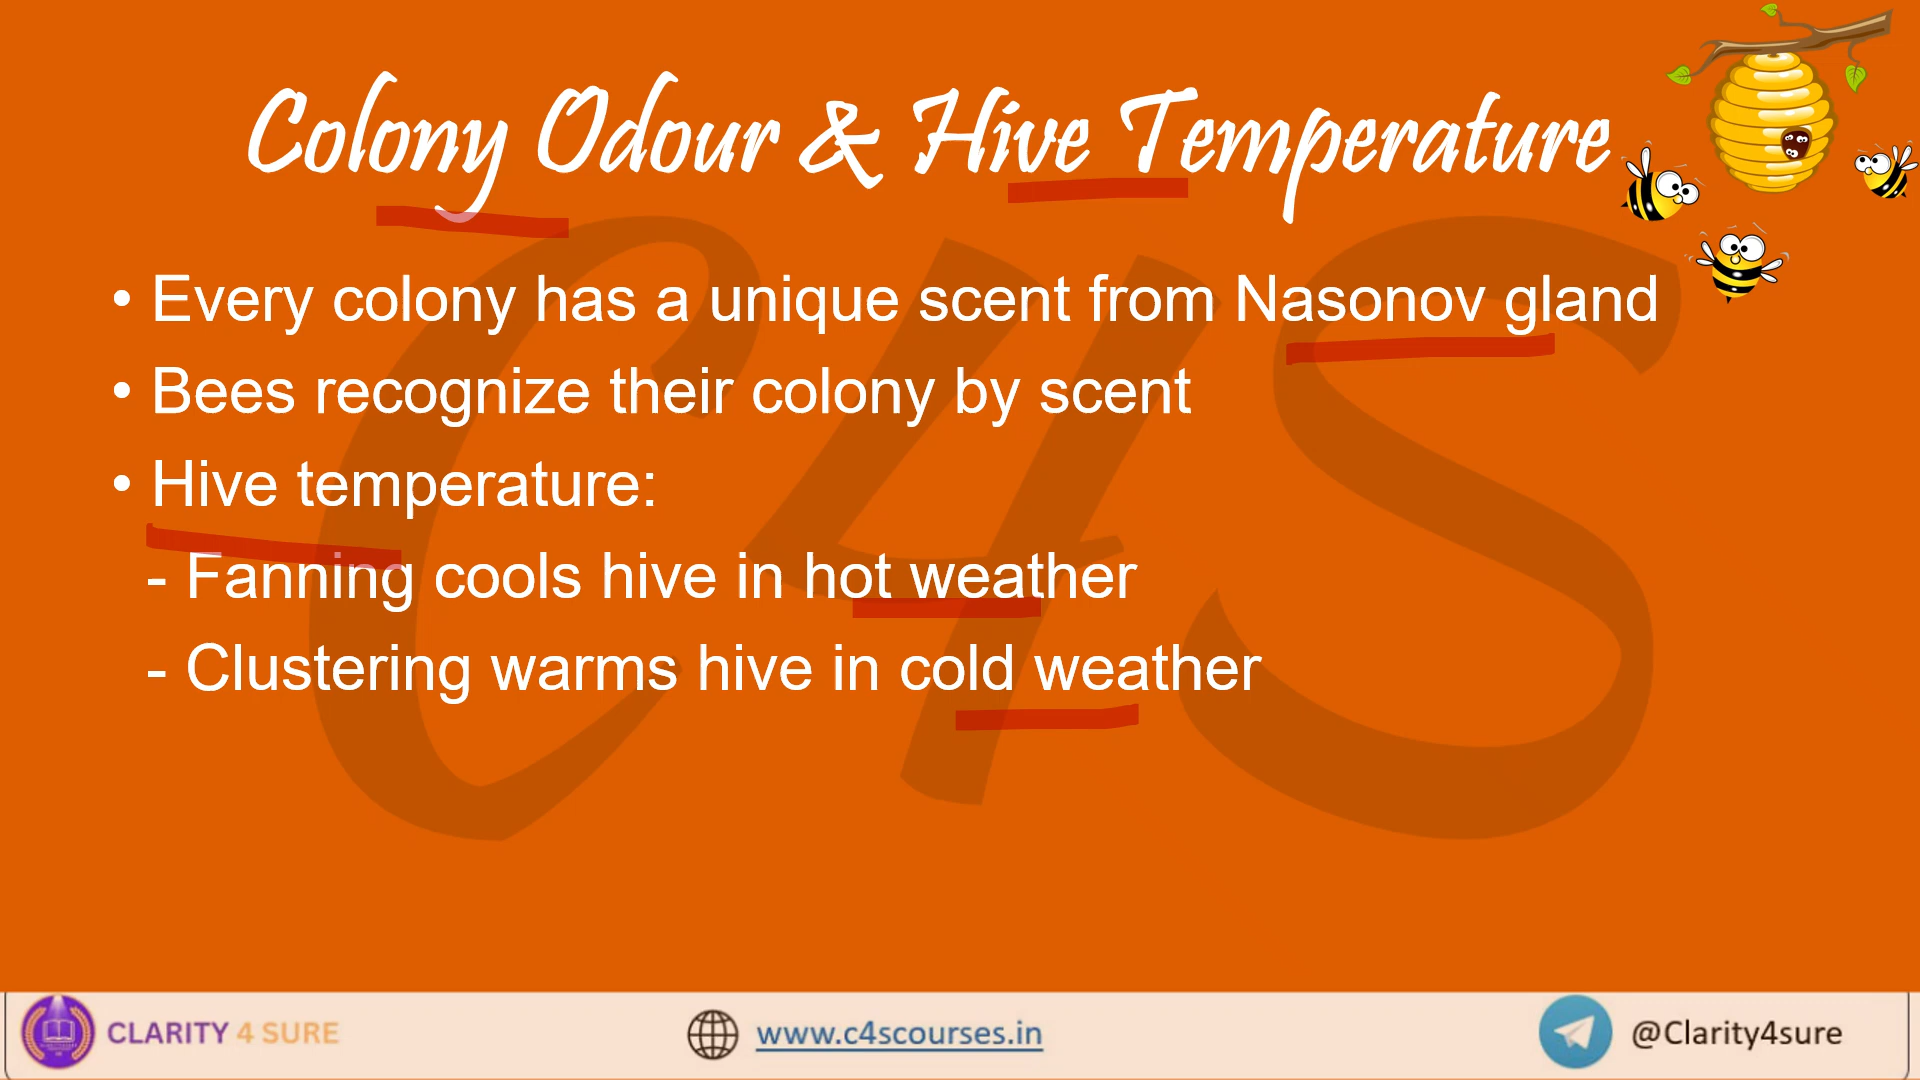 Colony Odour & Hive Temperature
• Every colony has a unique scent from Nasonov gland
• Bees recognize their colony by scent
• Hive temperature:
- Fanning cools hive in hot weather
- Clustering warms hive in cold weather
C4S
CLARITY 4 SURE
www.c4scourses.in
@Clarity4sure